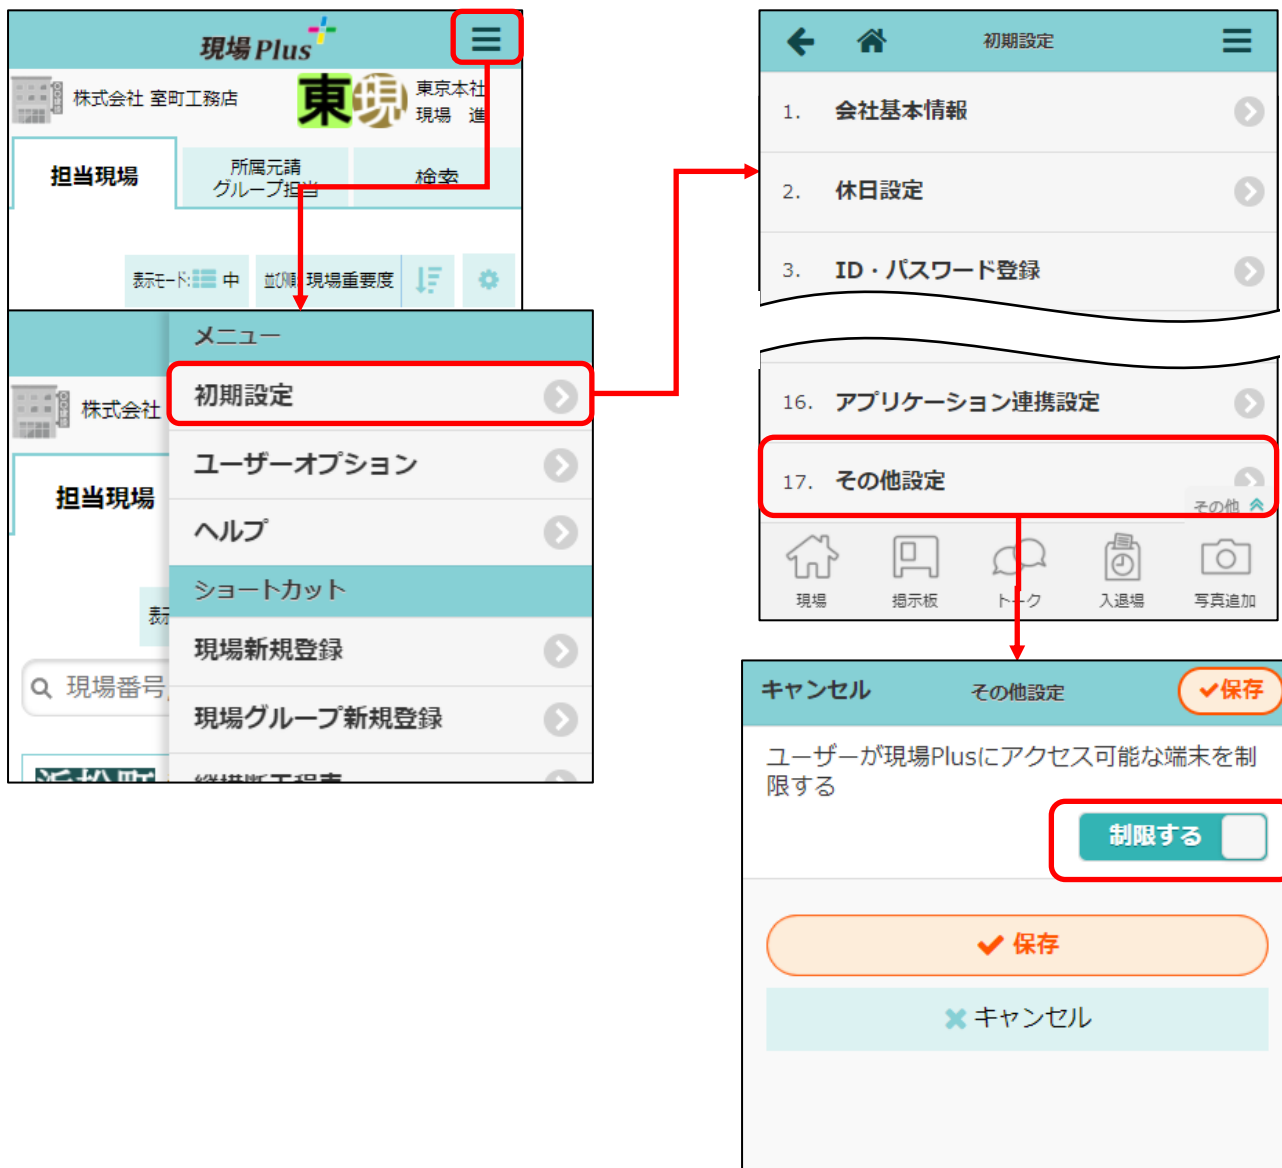 現場Plus
株式会社 室町工務店
東
現
東京本社
現場 進
担当現場
所属元請
グループ担当
検索
表示モード: 中
並び順: 現場重要度
メニュー
初期設定
ユーザーオプション
ヘルプ
ショートカット
現場新規登録
現場グループ新規登録
株式会社
担当現場
表示
現場番号
初期設定
1. 会社基本情報
2. 休日設定
3. ID・パスワード登録
16. アプリケーション連携設定
17. その他設定
その他
現場
掲示板
トーク
入退場
写真追加
キャンセル
その他設定
保存
ユーザーが現場Plusにアクセス可能な端末を制
限する
制限する
保存
キャンセル